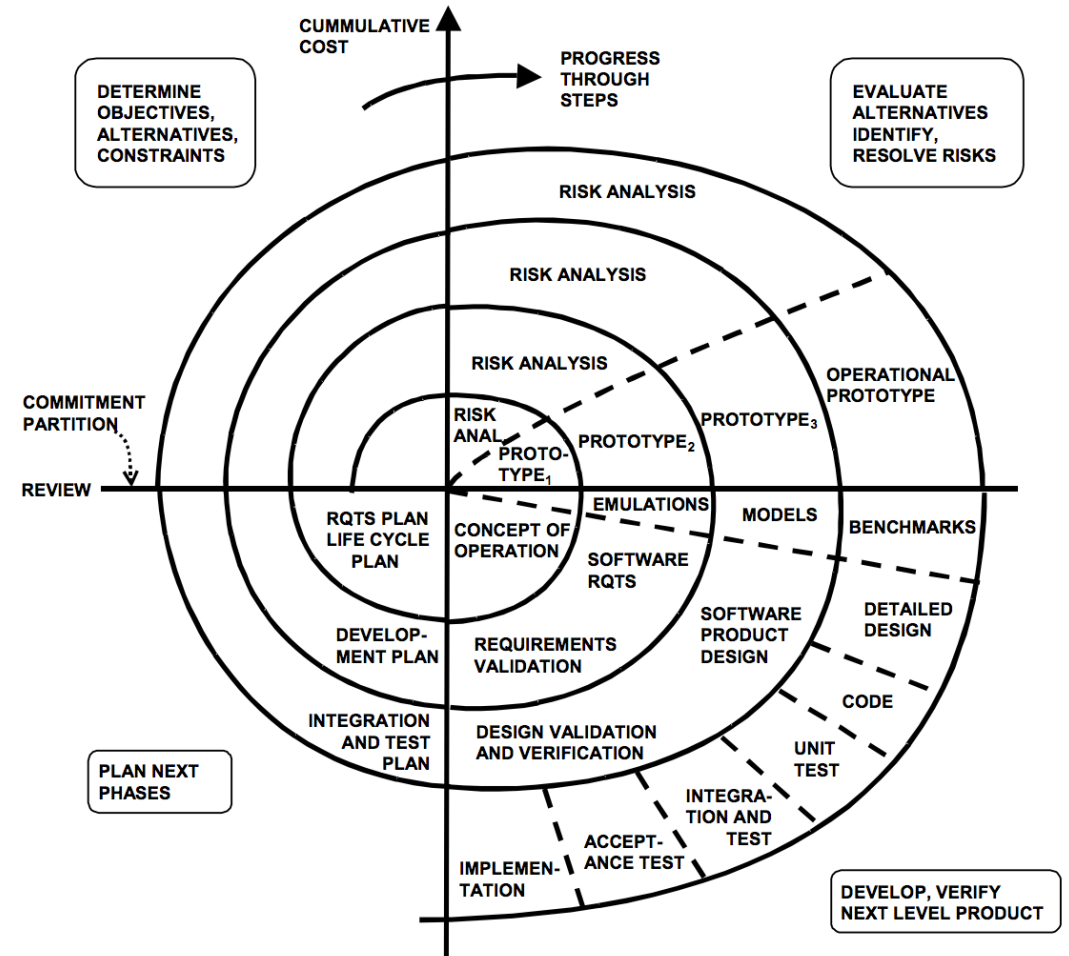 CUMMULATIVE
COST
PROGRESS
THROUGH
STEPS
DETERMINE
OBJECTIVES,
ALTERNATIVES,
CONSTRAINTS
EVALUATE
ALTERNATIVES
IDENTIFY,
RESOLVE RISKS
RISK ANALYSIS
RISK ANALYSIS
RISK ANALYSIS
RISK
ANAL.
PROTO-
TYPE1
PROTOTYPE2
PROTOTYPE3
OPERATIONAL
PROTOTYPE
COMMITMENT
PARTITION
REVIEW
RQTS PLAN
LIFE CYCLE
PLAN
CONCEPT OF
OPERATION
EMULATIONS
MODELS
BENCHMARKS
SOFTWARE
RQTS
SOFTWARE
PRODUCT
DESIGN
DETAILED
DESIGN
DEVELOP-
MENT PLAN
REQUIREMENTS
VALIDATION
CODE
INTEGRATION
AND TEST
PLAN
DESIGN VALIDATION
AND VERIFICATION
UNIT
TEST
PLAN NEXT
PHASES
INTEGRA-
TION AND
TEST
ACCEPT-
ANCE TEST
IMPLEMEN-
TATION
DEVELOP, VERIFY
NEXT LEVEL PRODUCT